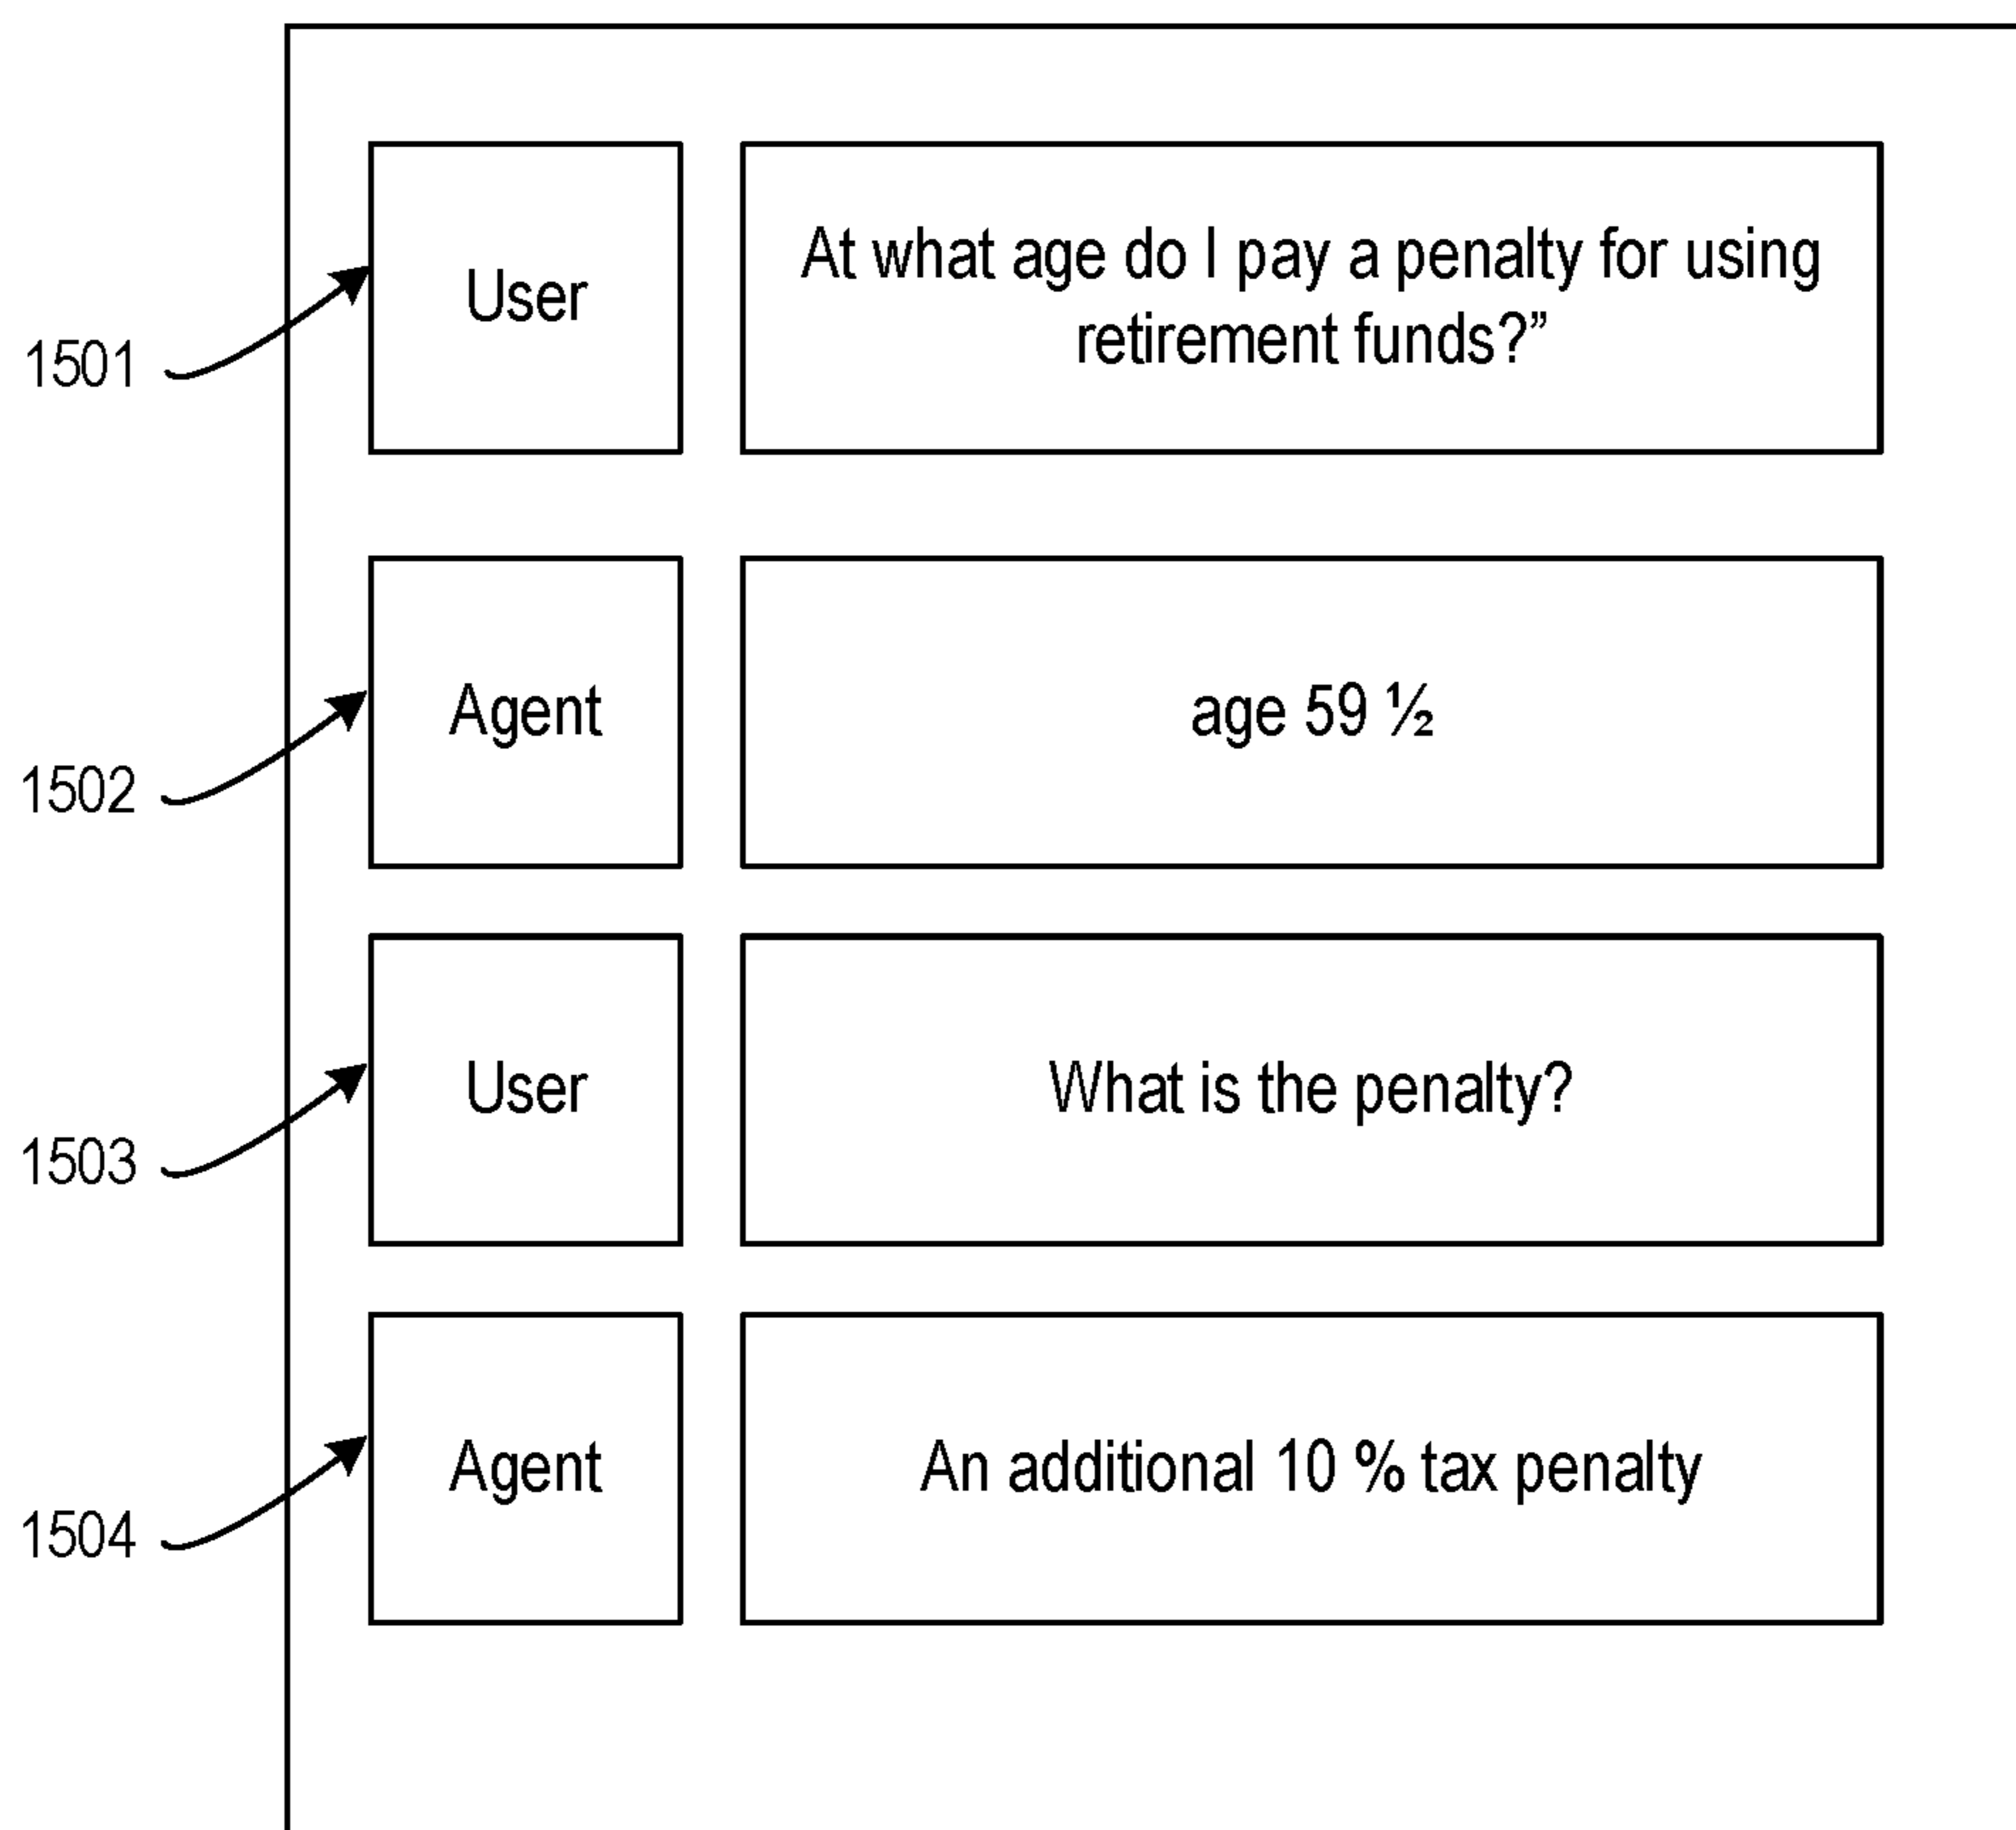 1501
User
At what age do I pay a penalty for using
retirement funds?”
1502
Agent
age 59 ½
1503
User
What is the penalty?
1504
Agent
An additional 10 % tax penalty